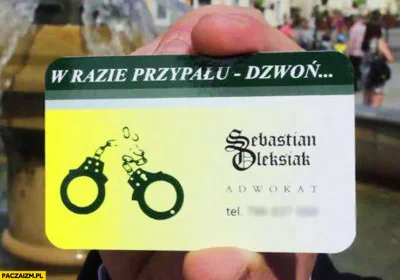 W RAZIE PRZYPAŁU - DZWOŃ...
Sebastian
Oleksiak
ADWOKAT
tel.
PACZAIZM.PL